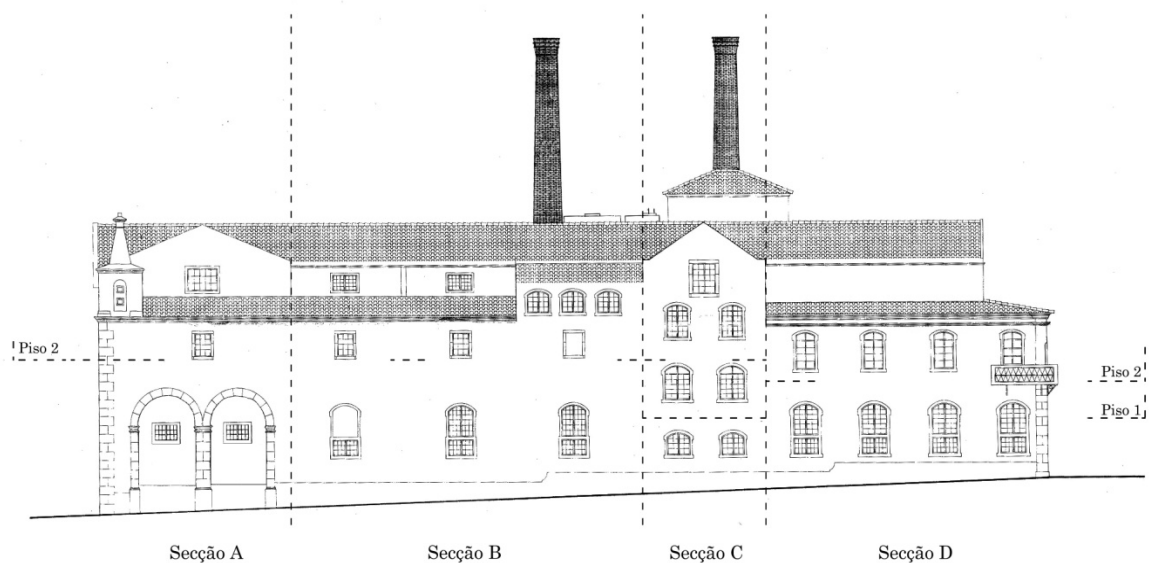 Piso 2
Piso 2
Piso 1
Secção A
Secção B
Secção C
Secção D